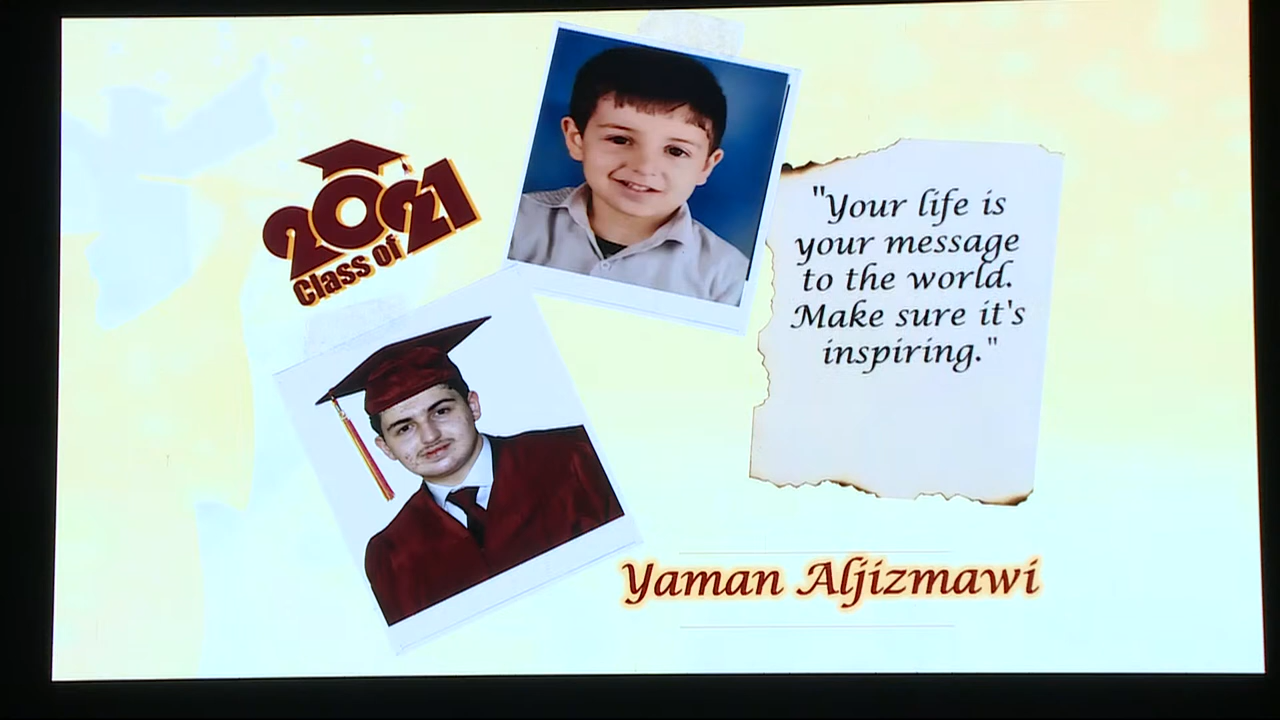 2021
Class of
"Your life is
your message
to the world.
Make sure it's
inspiring."
Yaman Aljizmawi